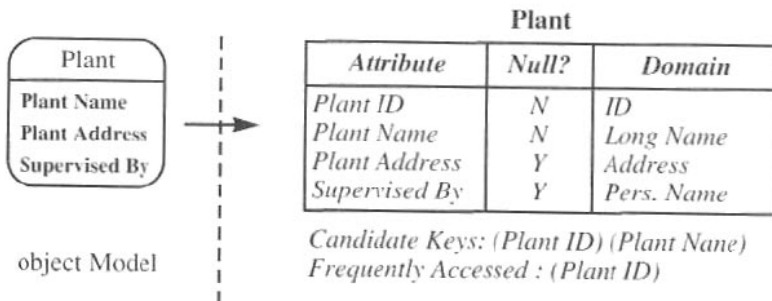 Plant
Plant Name
Plant Address
Supervised By
object Model
Plant
Attribute Null? Domain
Plant ID N ID
Plant Name N Long Name
Plant Address Y Address
Supervised By Y Pers. Name
Candidate Keys: (Plant ID) (Plant Nane)
Frequently Accessed : (Plant ID)